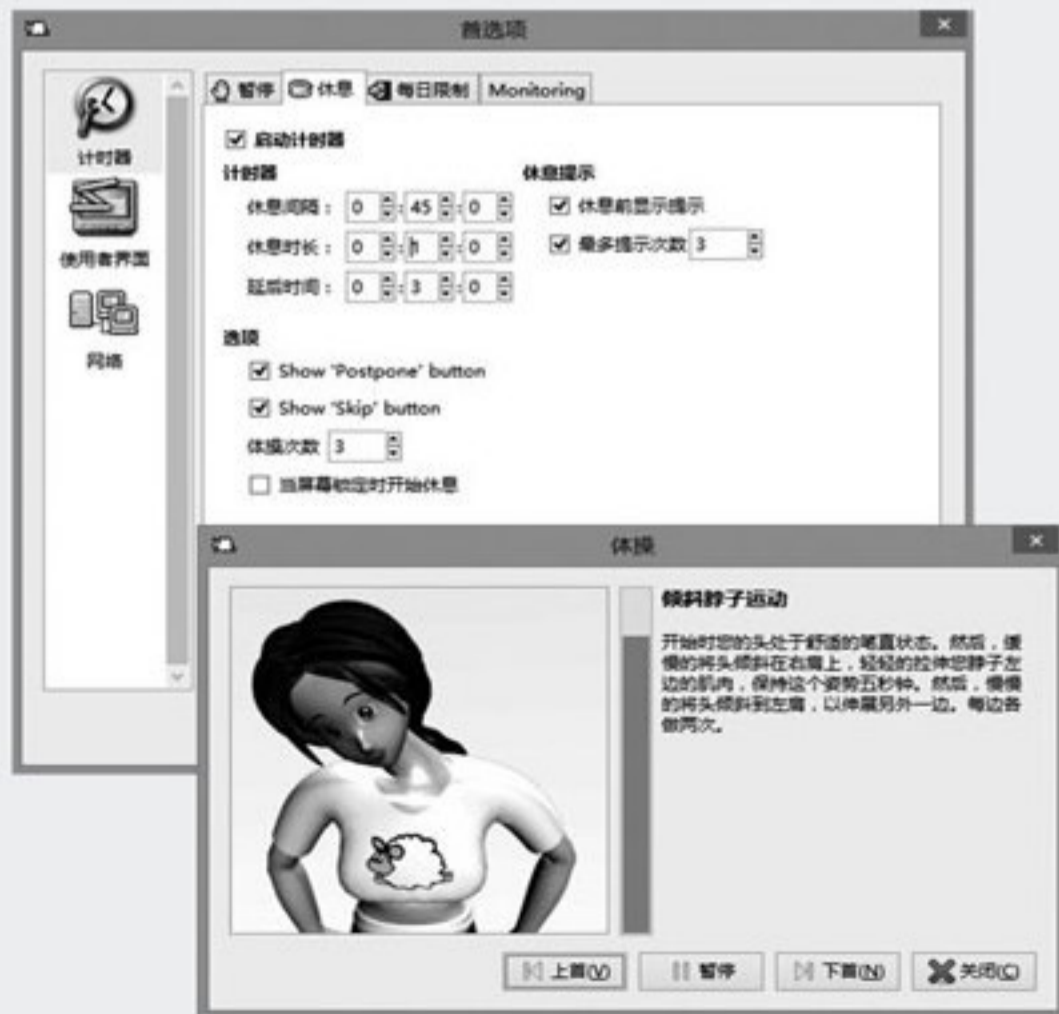 首选项
计时器
使用者界面
网络
暂停 休息 每日限制 Monitoring
启动计时器
计时器
休息间隔： 0 : 45 : 0
休息时长： 0 : 1 : 0
延后时间： 0 : 3 : 0
休息提示
休息前显示提示
最多提示次数 3
选项
Show "Postpone" button
Show "Skip" button
体操次数 3
当屏幕锁定时开始休息
体操
倾斜脖子运动
开始时您的头处于舒适的笔直状态。然后，缓
慢的将头倾斜在右肩上，轻轻的拉伸您脖子左
边的肌肉，保持这个姿势五秒钟。然后，慢慢
的将头倾斜到左肩，以伸展另外一边。每边各
做两次。
上首(V) 暂停 下首(N) 关闭(C)